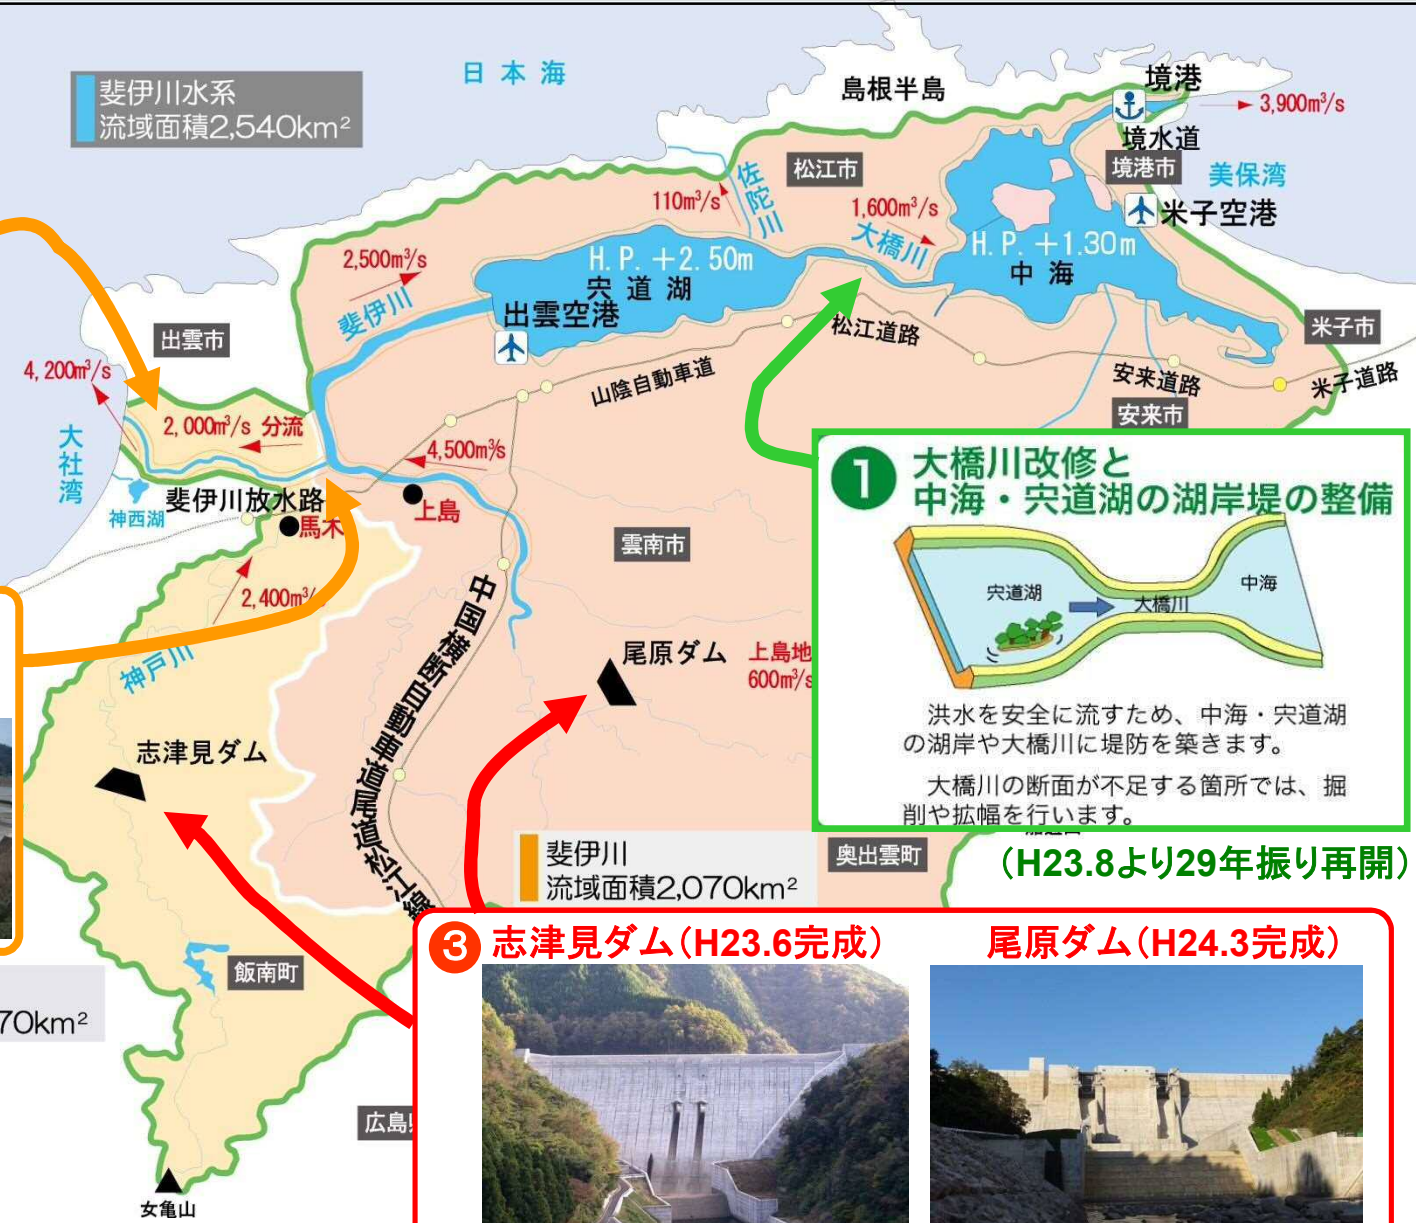 日本海
斐伊川水系
流域面積2,540km²
島根半島
境港
3,900m³/s
境水道
境港市
美保湾
米子空港
松江市
佐陀川
110m³/s
1,600m³/s
大橋川
H.P.+1.30m
中海
2,500m³/s
H.P.+2.50m
宍道湖
斐伊川
出雲空港
出雲市
松江道路
米子市
4,200m³/s
山陰自動車道
安来道路
米子道路
安来市
2,000m³/s 分流
大社湾
4,500m³/s
神西湖
斐伊川放水路
馬木
上島
雲南市
2,400m³/
神戸川
中国横断自動車道尾道松江線
尾原ダム
上島地
600m³/s
志津見ダム
❶ 大橋川改修と
中海・宍道湖の湖岸堤の整備
宍道湖
大橋川
中海
洪水を安全に流すため、中海・宍道湖
の湖岸や大橋川に堤防を築きます。
大橋川の断面が不足する箇所では、掘
削や拡幅を行います。
(H23.8より29年振り再開)
斐伊川
流域面積2,070km²
奥出雲町
飯南町
70km²
広島
女亀山
❸ 志津見ダム(H23.6完成)
尾原ダム(H24.3完成)